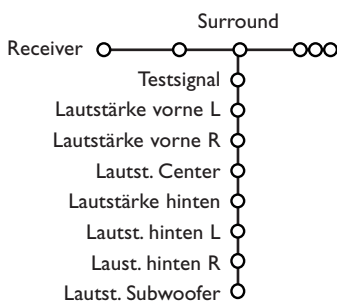 Surround
Receiver
Testsignal
Lautstärke vorne L
Lautstärke vorne R
Lautst. Center
Lautstärke hinten
Lautst. hinten L
Laust. hinten R
Lautst. Subwoofer